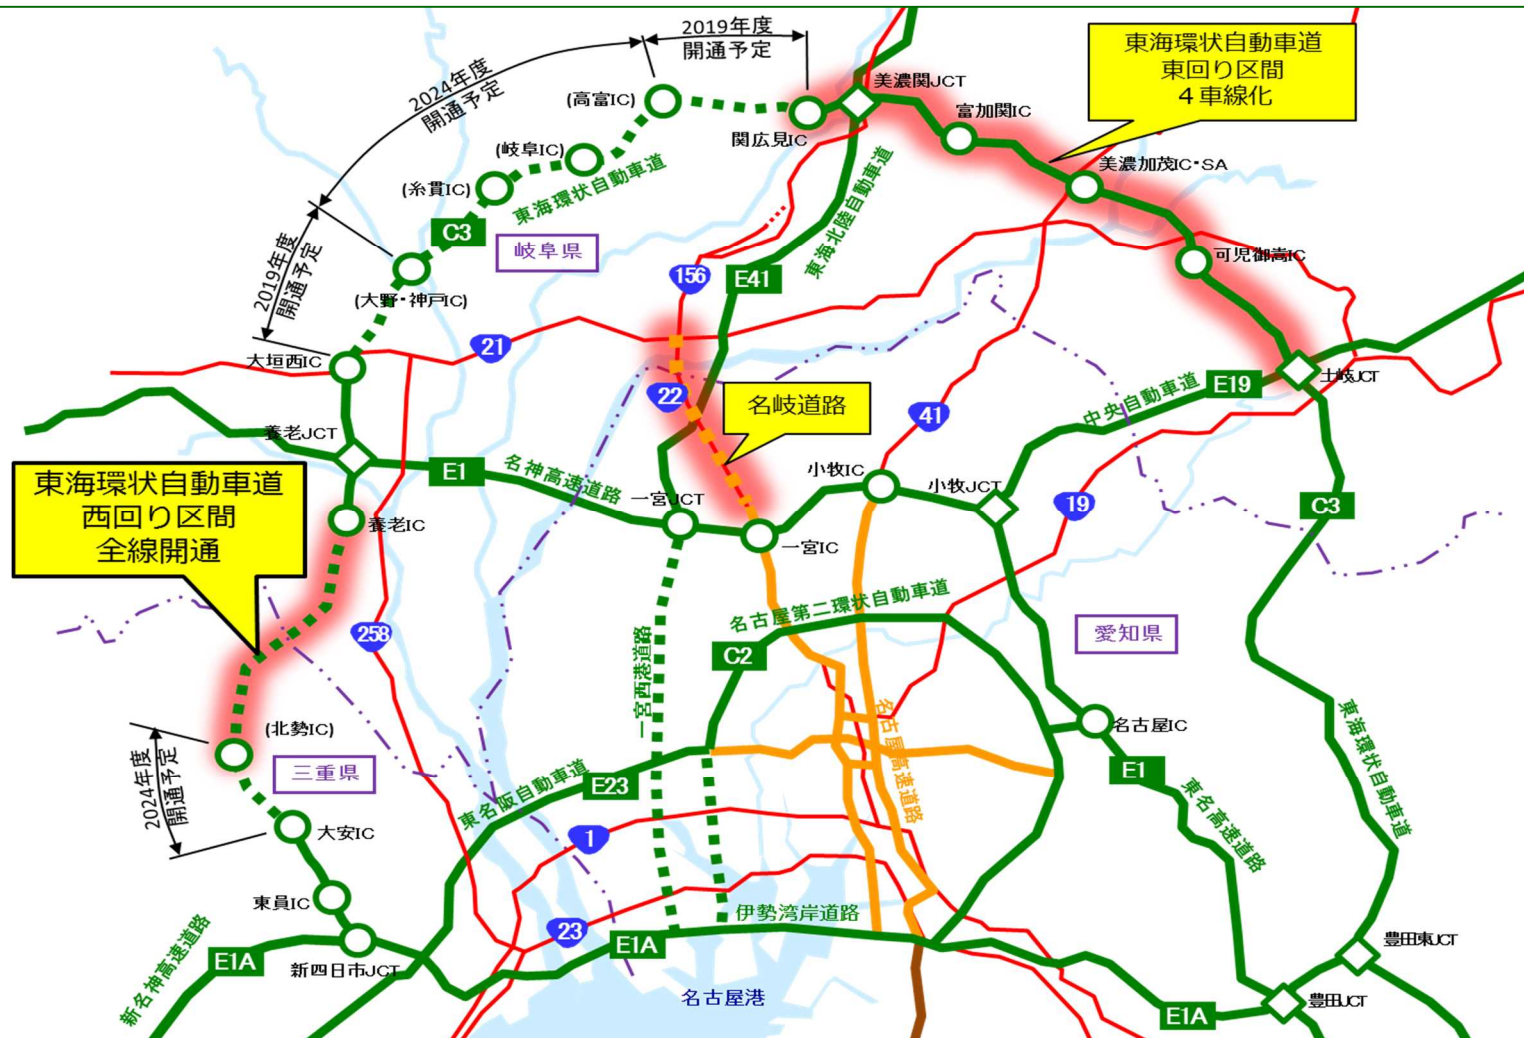 2019年度
開通予定
東海環状自動車道
東回り区間
4車線化
2024年度
開通予定
美濃関JCT
(高富IC)
富加関IC
関広見IC
(岐阜IC)
美濃加茂IC・SA
(糸貫IC)
東海環状自動車道
東海北陸自動車道
C3
岐阜県
2019年度
開通予定
可児御嵩IC
(大野・神戸IC)
156
E41
21
大垣西IC
土岐JCT
E19
中央自動車道
22
名岐道路
41
養老JCT
E1
名神高速道路
小牧IC
小牧JCT
東海環状自動車道
西回り区間
全線開通
一宮JCT
19
C3
養老IC
一宮IC
名古屋第二環状自動車道
258
愛知県
C2
一宮西港道路
(北勢IC)
名古屋高速道路
名古屋IC
東海環状自動車道
三重県
2024年度
開通予定
E1
E23
東名阪自動車道
東名高速道路
大安IC
1
東員IC
伊勢湾岸道路
23
E1A
豊田東JCT
新名神高速道路
E1A
新四日市JCT
名古屋港
豊田JCT
E1A